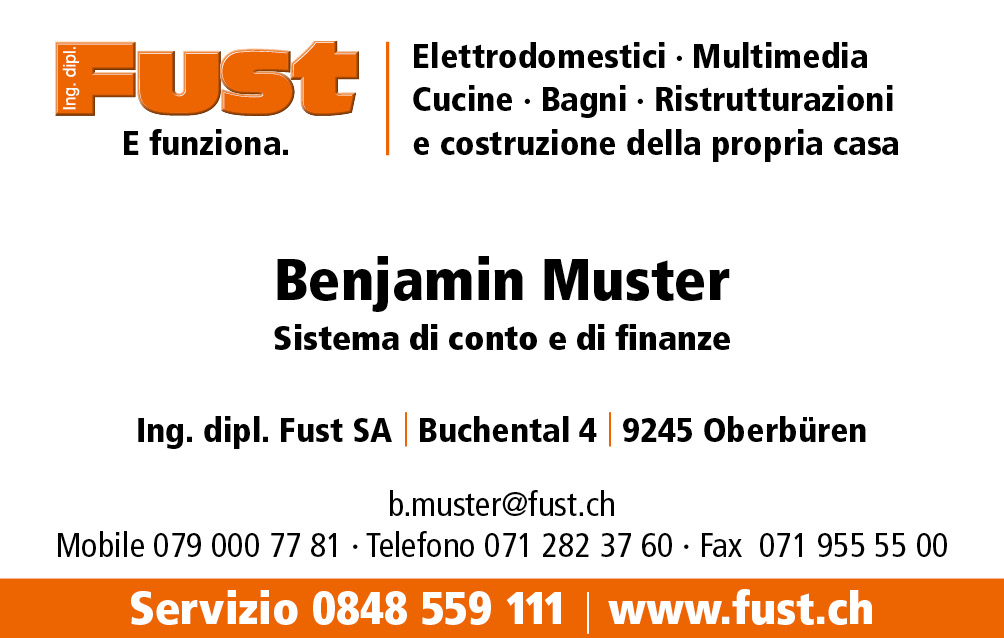 Ing. dipl. Fust
E funziona.
Elettrodomestici · Multimedia
Cucine · Bagni · Ristrutturazioni
e costruzione della propria casa
Benjamin Muster
Sistema di conto e di finanze
Ing. dipl. Fust SA | Buchental 4 | 9245 Oberbüren
b.muster@fust.ch
Mobile 079 000 77 81 · Telefono 071 282 37 60 · Fax 071 955 55 00
Servizio 0848 559 111 | www.fust.ch